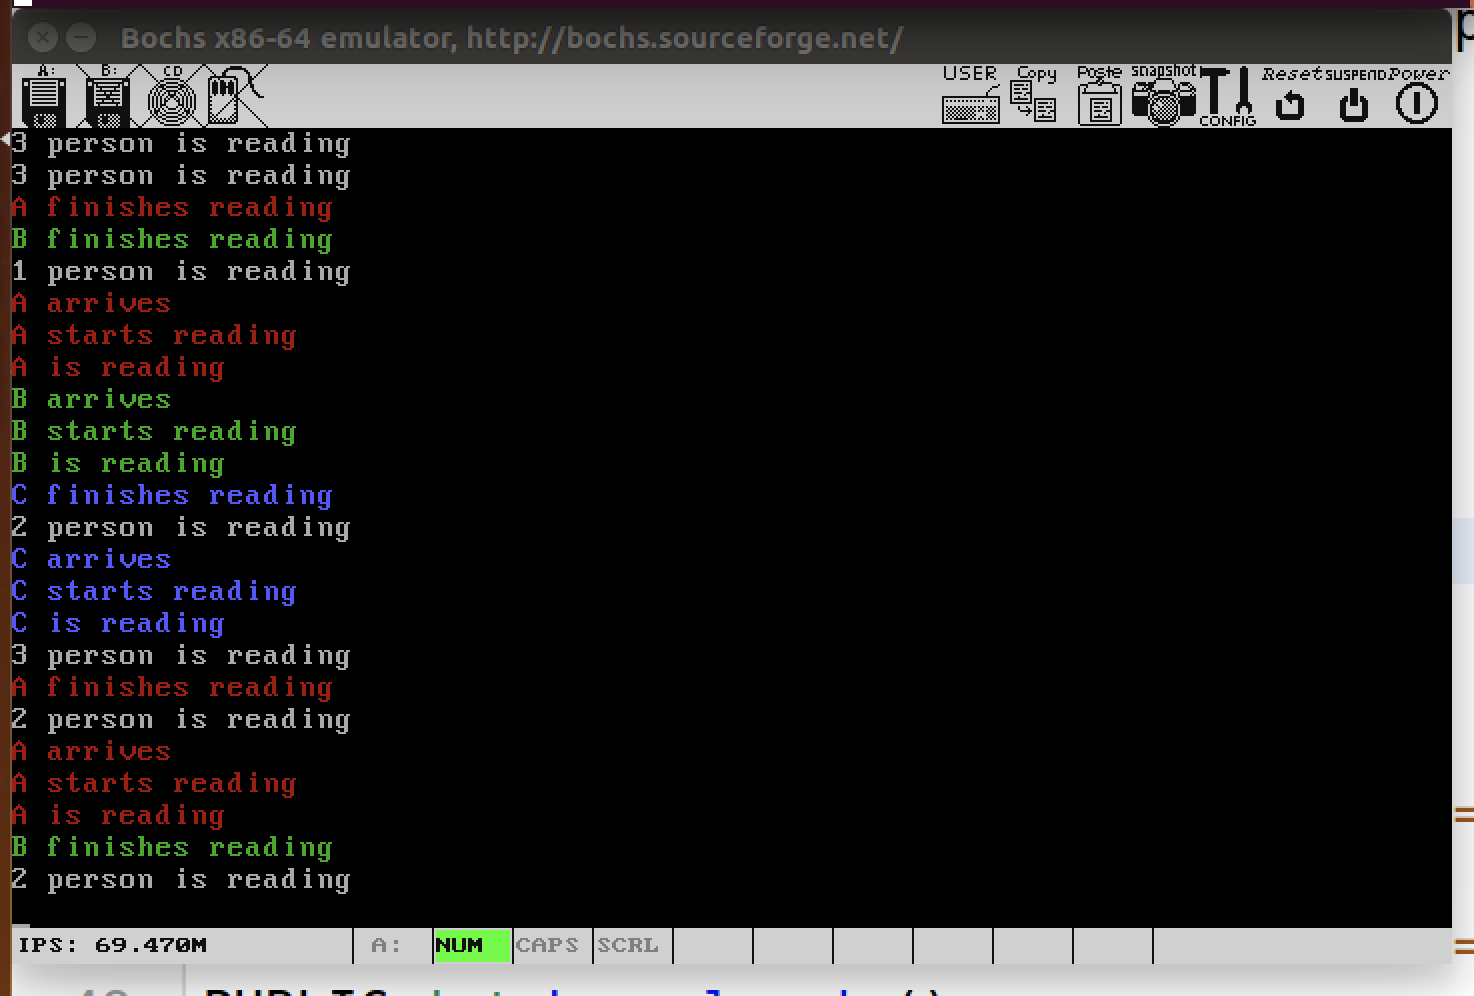 Bochs x86-64 emulator, http://bochs.sourceforge.net/
A: B: CD USER Copy Paste snapshot CONFIG Reset SUSPEND Power
3 person is reading
3 person is reading
A finishes reading
B finishes reading
1 person is reading
A arrives
A starts reading
A is reading
B arrives
B starts reading
B is reading
C finishes reading
2 person is reading
C arrives
C starts reading
C is reading
3 person is reading
A finishes reading
2 person is reading
A arrives
A starts reading
A is reading
B finishes reading
2 person is reading
IPS: 69.470M A: NUM CAPS SCRL